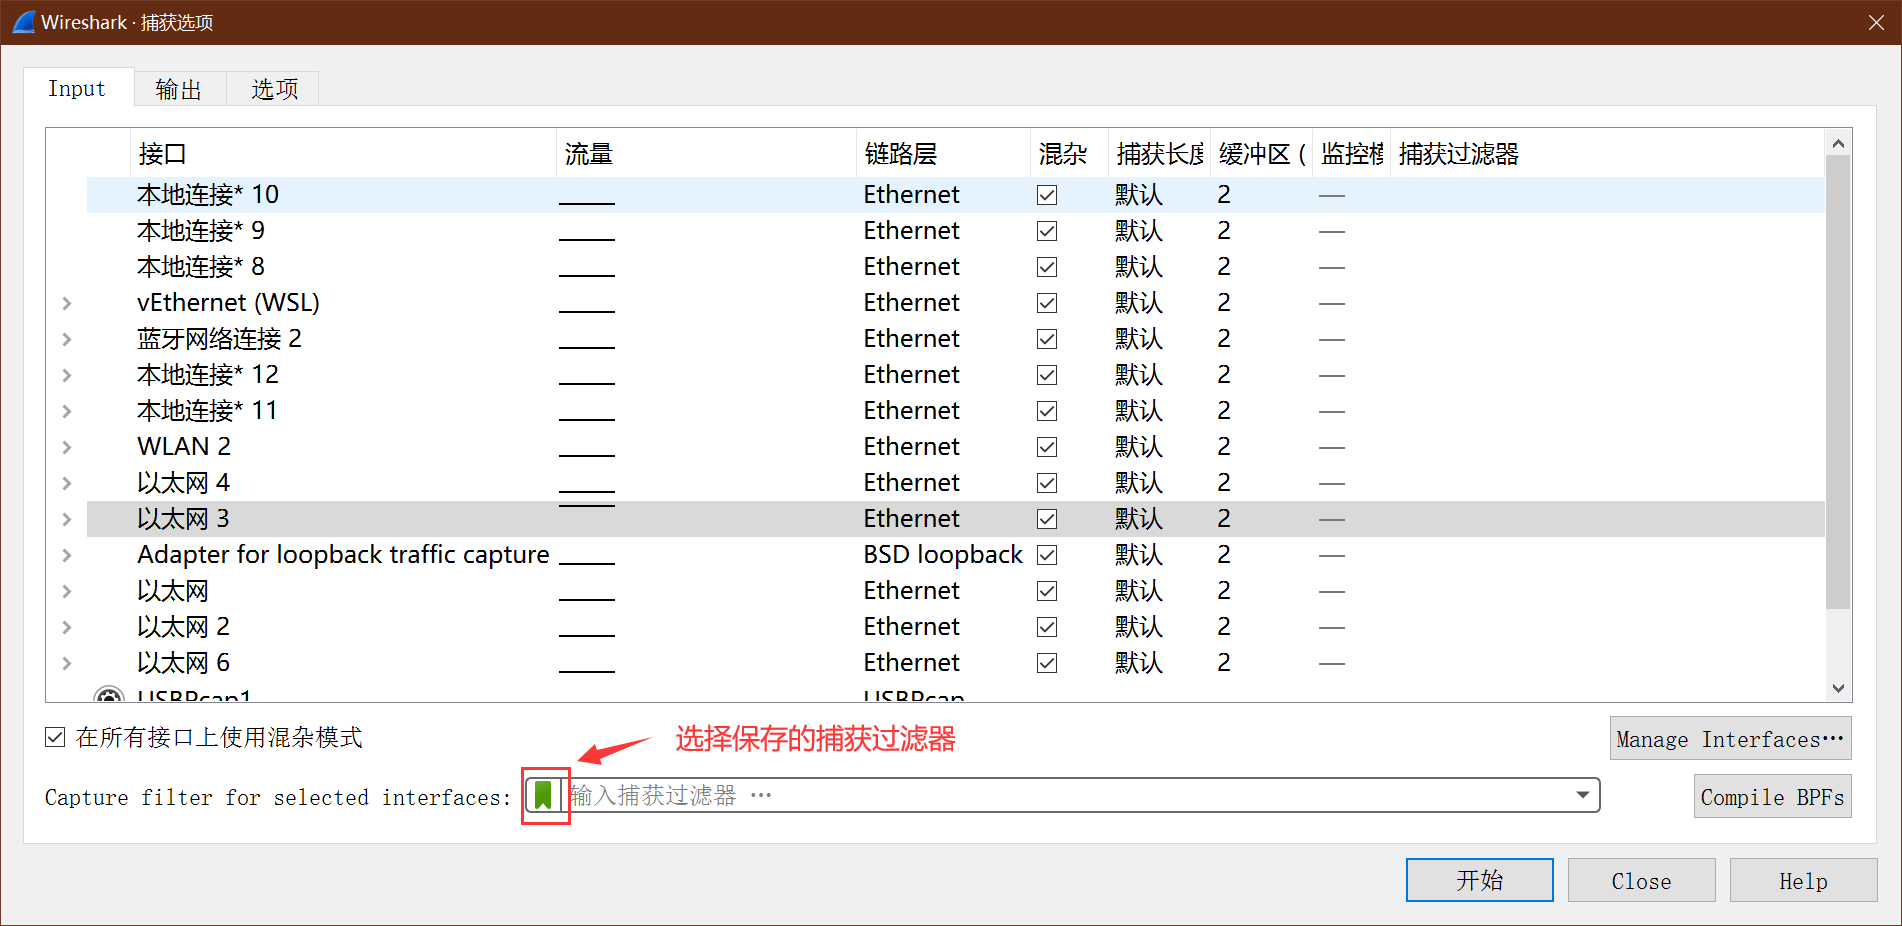 Wireshark · 捕获选项
Input 输出 选项
接口 流量 链路层 混杂 捕获长度 缓冲区 ( 监控模 捕获过滤器
本地连接* 10 Ethernet 默认 2 —
本地连接* 9 Ethernet 默认 2 —
本地连接* 8 Ethernet 默认 2 —
vEthernet (WSL) Ethernet 默认 2 —
蓝牙网络连接 2 Ethernet 默认 2 —
本地连接* 12 Ethernet 默认 2 —
本地连接* 11 Ethernet 默认 2 —
WLAN 2 Ethernet 默认 2 —
以太网 4 Ethernet 默认 2 —
以太网 3 Ethernet 默认 2 —
Adapter for loopback traffic capture BSD loopback 默认 2 —
以太网 Ethernet 默认 2 —
以太网 2 Ethernet 默认 2 —
以太网 6 Ethernet 默认 2 —
USBPcap1 USBPcap
在所有接口上使用混杂模式
选择保存的捕获过滤器
Manage Interfaces…
Capture filter for selected interfaces: 输入捕获过滤器 …
Compile BPFs
开始 Close Help